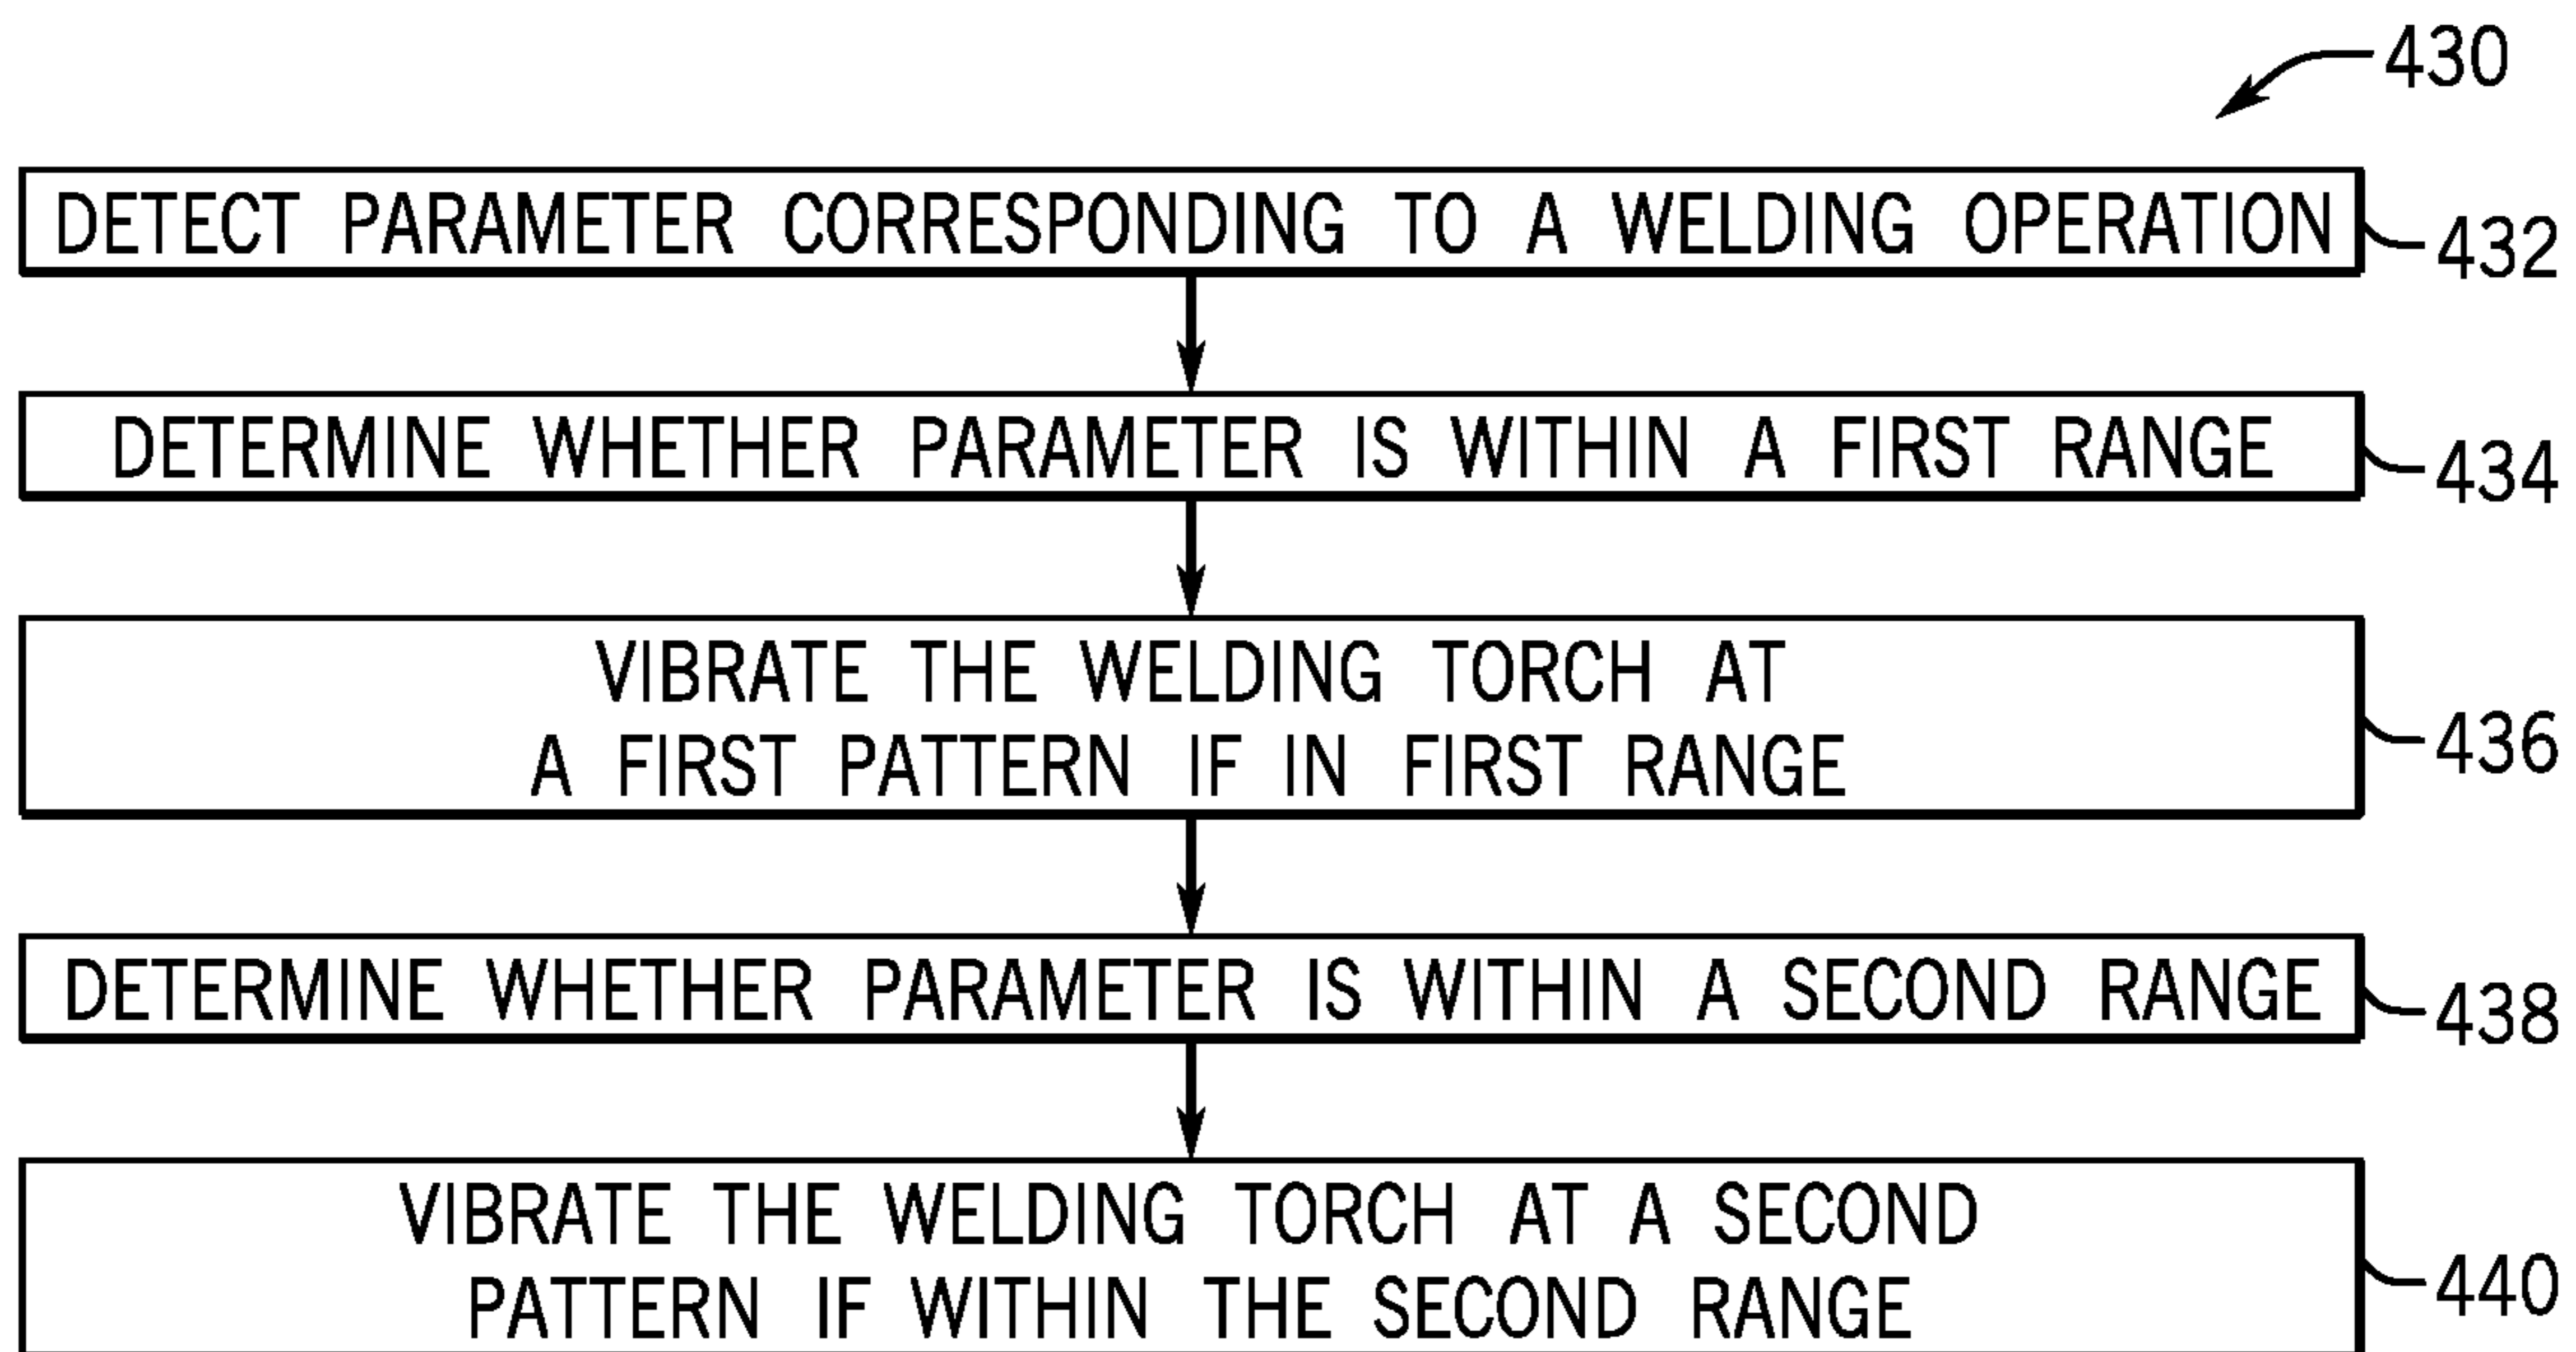 430
DETECT PARAMETER CORRESPONDING TO A WELDING OPERATION
432
DETERMINE WHETHER PARAMETER IS WITHIN A FIRST RANGE
434
VIBRATE THE WELDING TORCH AT
A FIRST PATTERN IF IN FIRST RANGE
436
DETERMINE WHETHER PARAMETER IS WITHIN A SECOND RANGE
438
VIBRATE THE WELDING TORCH AT A SECOND
PATTERN IF WITHIN THE SECOND RANGE
440